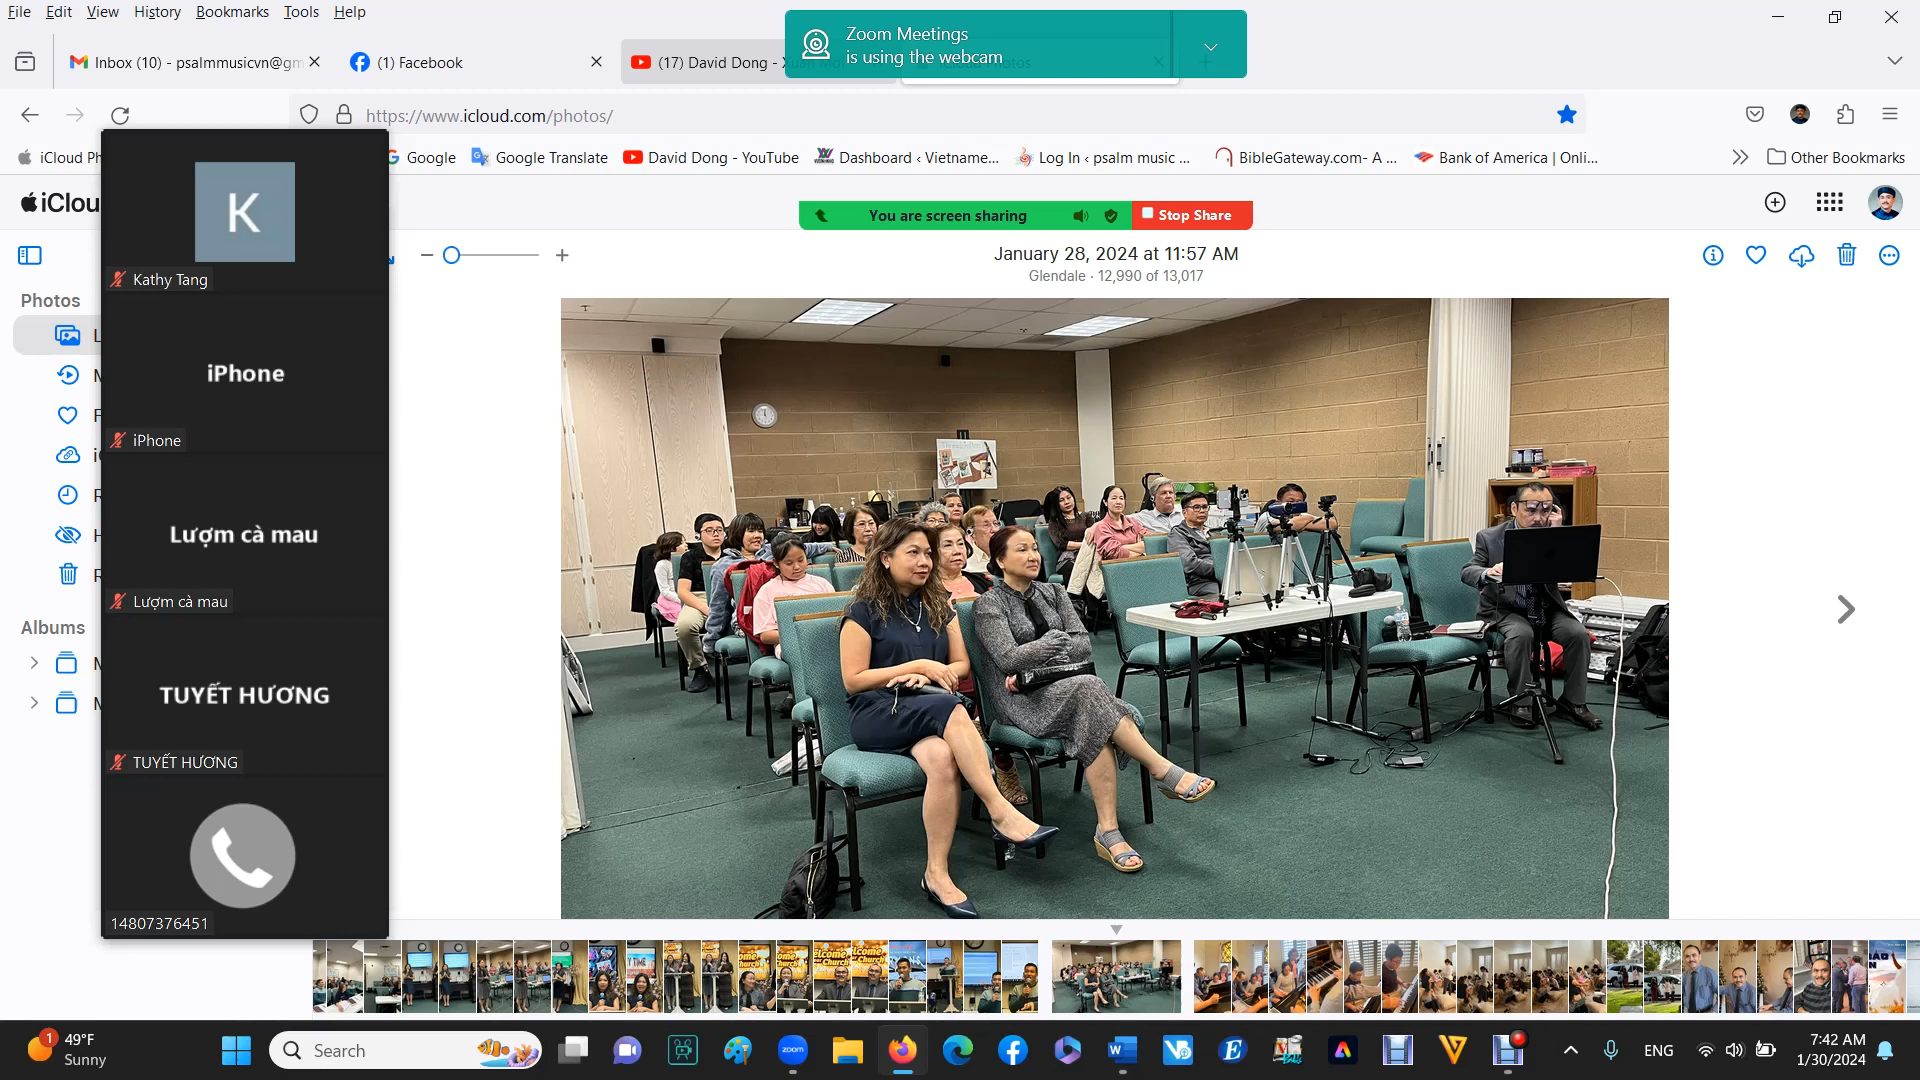 File Edit View History Bookmarks Tools Help
Zoom Meetings
is using the webcam
Inbox (10) - psalmmusicvn@gm
(1) Facebook
(17) David Dong -
https://www.icloud.com/photos/
iCloud Ph
Google
Google Translate
David Dong - YouTube
Dashboard ‹ Vietname...
Log In ‹ psalm music ...
BibleGateway.com- A ...
Bank of America | Onli...
Other Bookmarks
iClou
You are screen sharing
Stop Share
January 28, 2024 at 11:57 AM
Glendale · 12,990 of 13,017
Photos
L
M
F
iC
R
H
R
Albums
M
M
K
Kathy Tang
iPhone
iPhone
Lượm cà mau
Lượm cà mau
TUYẾT HƯƠNG
TUYẾT HƯƠNG
14807376451
1
49°F
Sunny
Search
zoom
ENG
7:42 AM
1/30/2024